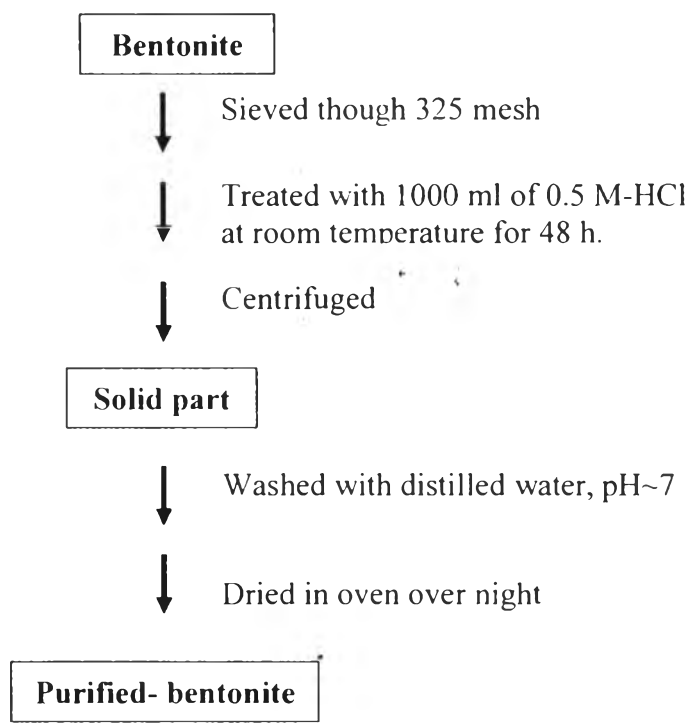 Bentonite
Sieved though 325 mesh
Treated with 1000 ml of 0.5 M-HCl
at room temperature for 48 h.
Centrifuged
Solid part
Washed with distilled water, pH~7
Dried in oven over night
Purified- bentonite